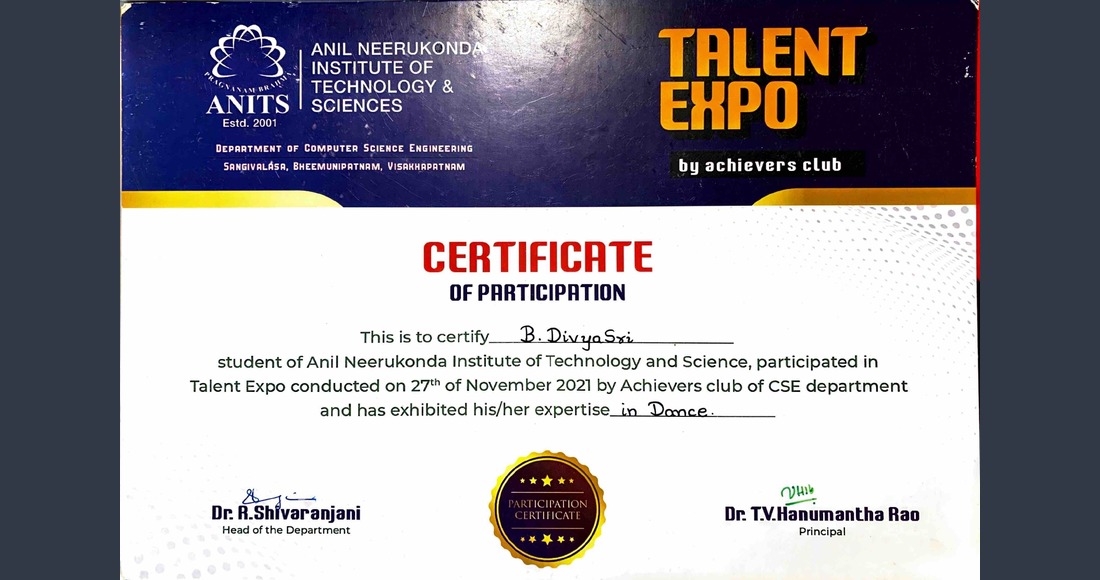 PRAGNANAM BRAHMA
ANITS
Estd. 2001
ANIL NEERUKONDA
INSTITUTE OF
TECHNOLOGY &
SCIENCES
DEPARTMENT OF COMPUTER SCIENCE ENGINEERING
SANGIVALASA, BHEEMUNIPATNAM, VISAKHAPATNAM
TALENT
EXPO
by achievers club
CERTIFICATE
OF PARTICIPATION
This is to certify B. DivyaSri
student of Anil Neerukonda Institute of Technology and Science, participated in
Talent Expo conducted on 27th of November 2021 by Achievers club of CSE department
and has exhibited his/her expertise in Dance.
PARTICIPATION
CERTIFICATE
Dr. R.Shivaranjani
Head of the Department
Dr. T.V.Hanumantha Rao
Principal